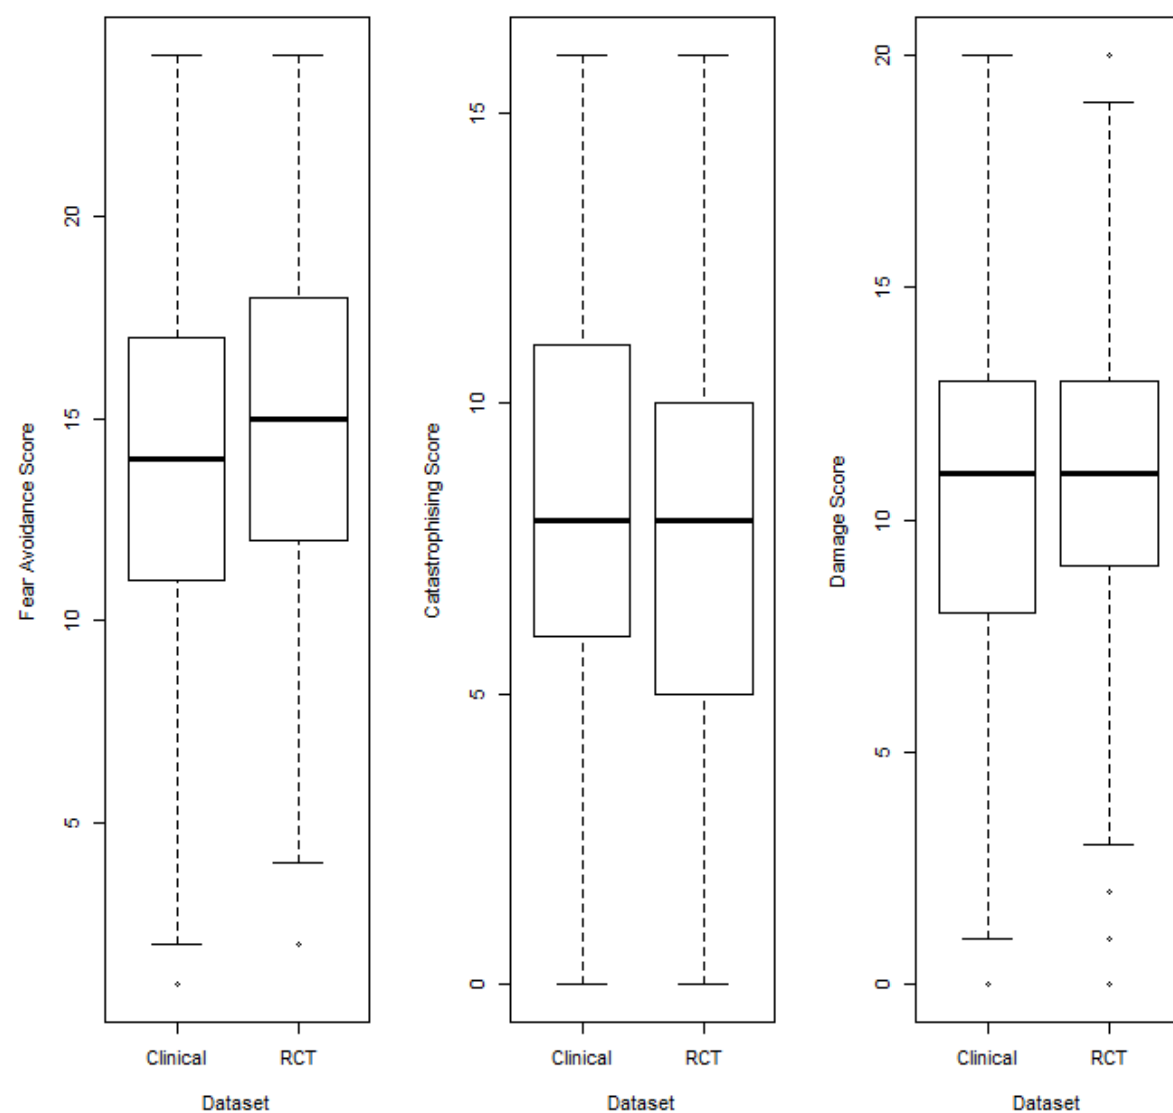 Fear Avoidance Score
20
15
10
5
Clinical RCT
Dataset
Catastrophising Score
15
10
5
0
Clinical RCT
Dataset
Damage Score
20
15
10
5
0
Clinical RCT
Dataset